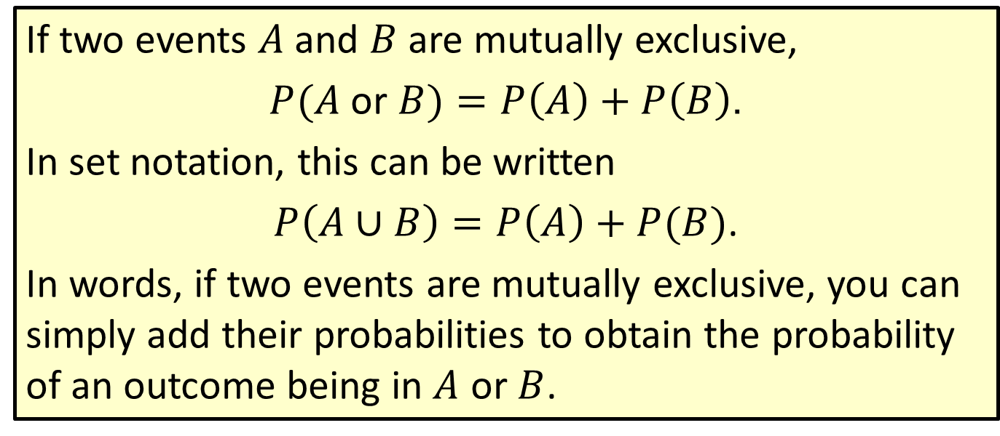 If two events A and B are mutually exclusive,
P(A or B) = P(A) + P(B).
In set notation, this can be written
P(A ∪ B) = P(A) + P(B).
In words, if two events are mutually exclusive, you can
simply add their probabilities to obtain the probability
of an outcome being in A or B.